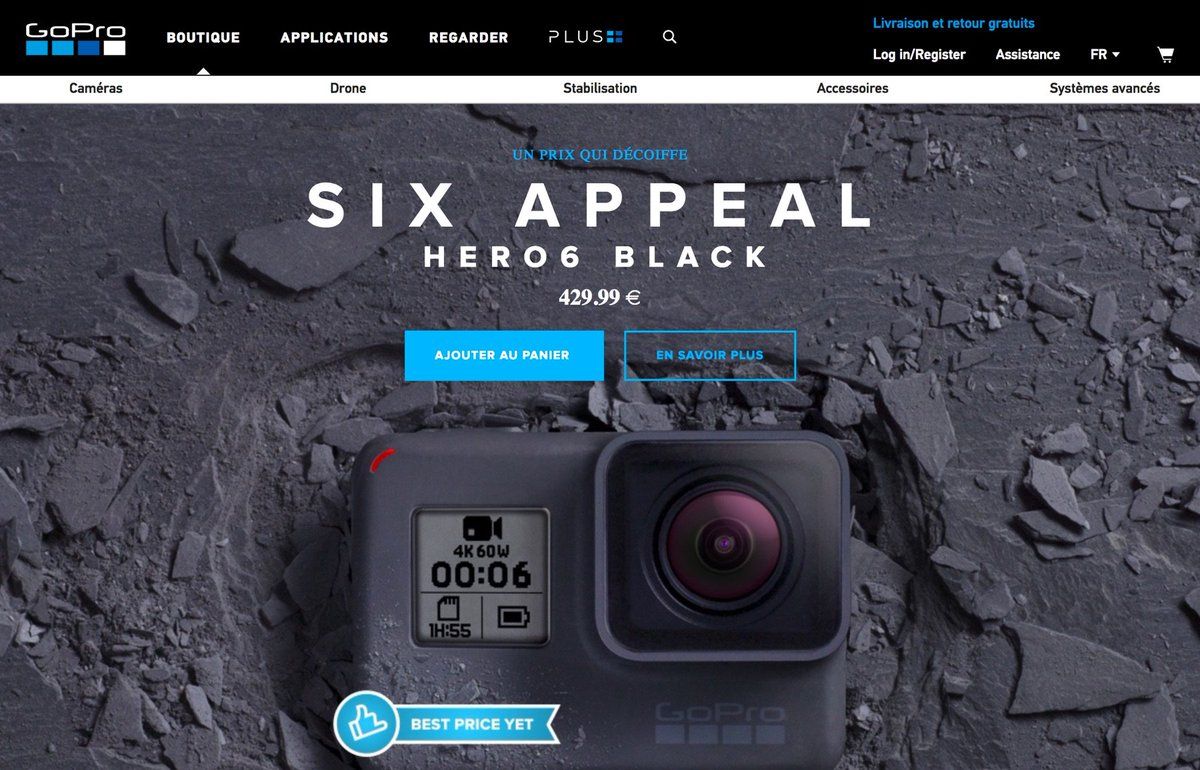 GoPro
BOUTIQUE
APPLICATIONS
REGARDER
PLUS
Livraison et retour gratuits
Log in/Register
Assistance
FR
Caméras
Drone
Stabilisation
Accessoires
Systèmes avancés
UN PRIX QUI DÉCOIFFE
SIX APPEAL
HERO6 BLACK
429.99 €
AJOUTER AU PANIER
EN SAVOIR PLUS
4K 60 W
00:06
1H:55
BEST PRICE YET
GoPro